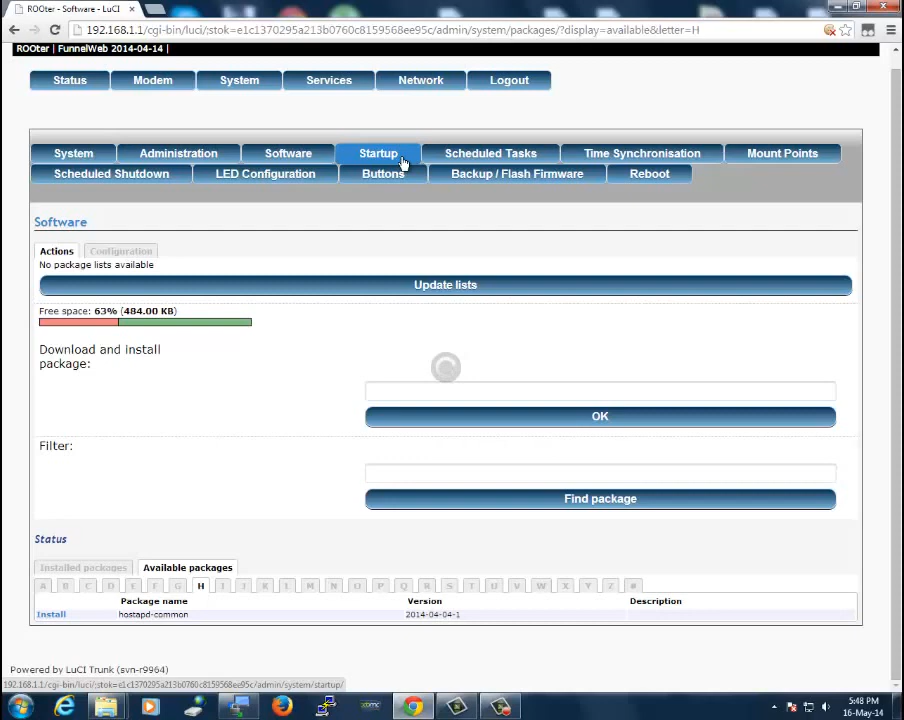 ROOter - Software - LuCI
192.168.1.1/cgi-bin/luci/;stok=e1c1370295a213b0760c8185868ee95c/admin/system/packages/?display=available&letter=H
ROOter | FunnelWeb 2014-04-14 |
Status Modem System Services Network Logout
System Administration Software Startup Scheduled Tasks Time Synchronisation Mount Points
Scheduled Shutdown LED Configuration Buttons Backup / Flash Firmware Reboot
Software
Actions Configuration
No package lists available
Update lists
Free space: 63% (484.00 KB)
Download and install
package:
OK
Filter:
Find package
Status
Installed packages Available packages
A B C D E F G H I J K L M N O P Q R S T U V W X Y Z #
Package name Version Description
Install hostapd-common 2014-04-04-1
Powered by LuCI Trunk (svn-r9964)
192.168.1.1/cgi-bin/luci/;stok=e1c1370295a213b0760c8185868ee95c/admin/system/startup/
5:48 PM
16-May-14